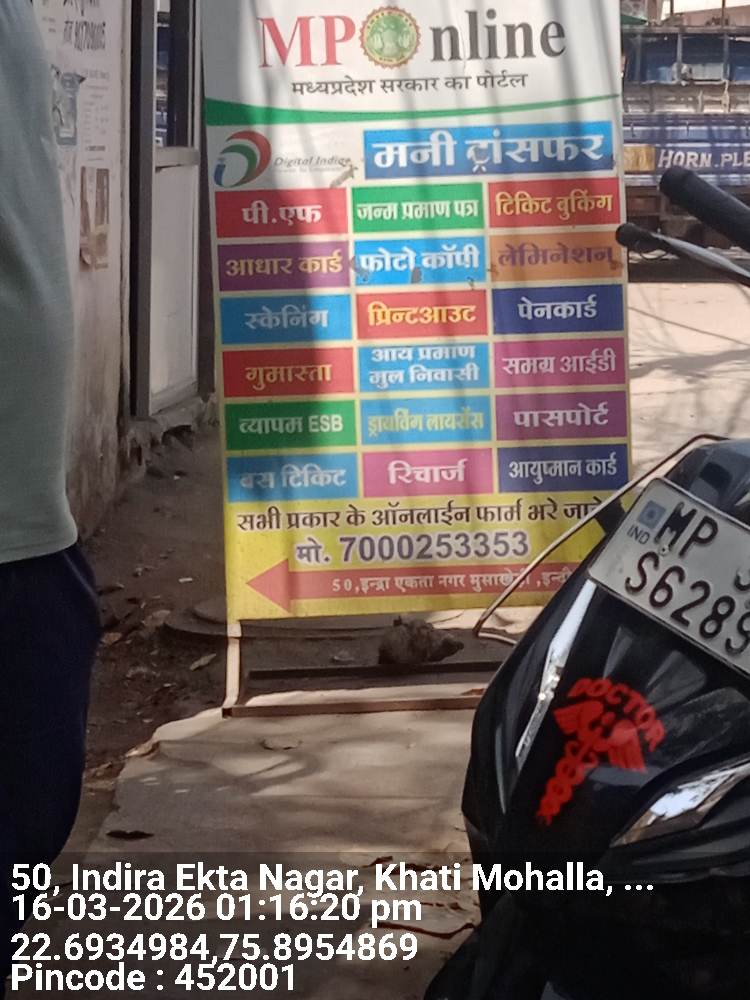 MPOnline
मध्यप्रदेश सरकार का पोर्टल
Digital India
मनी ट्रांसफर
पी.एफ जन्म प्रमाण पत्र टिकिट बुकिंग
आधार कार्ड फोटो कॉपी लेमिनेशन
स्केनिंग प्रिन्टआउट पेनकार्ड
गुमास्ता आय प्रमाण मुल निवासी समग्र आईडी
व्यापम ESB ड्रायविंग लायसेंस पासपोर्ट
बस टिकिट रिचार्ज आयुष्मान कार्ड
सभी प्रकार के ऑनलाईन फार्म भरे
मो. 7000253353
50,इन्द्रा एकता नगर
HORN.PLE
IND
MP
S6289
DOCTOR
50, Indira Ekta Nagar, Khati Mohalla, ...
16-03-2026 01:16:20 pm
22.6934984,75.8954869
Pincode : 452001